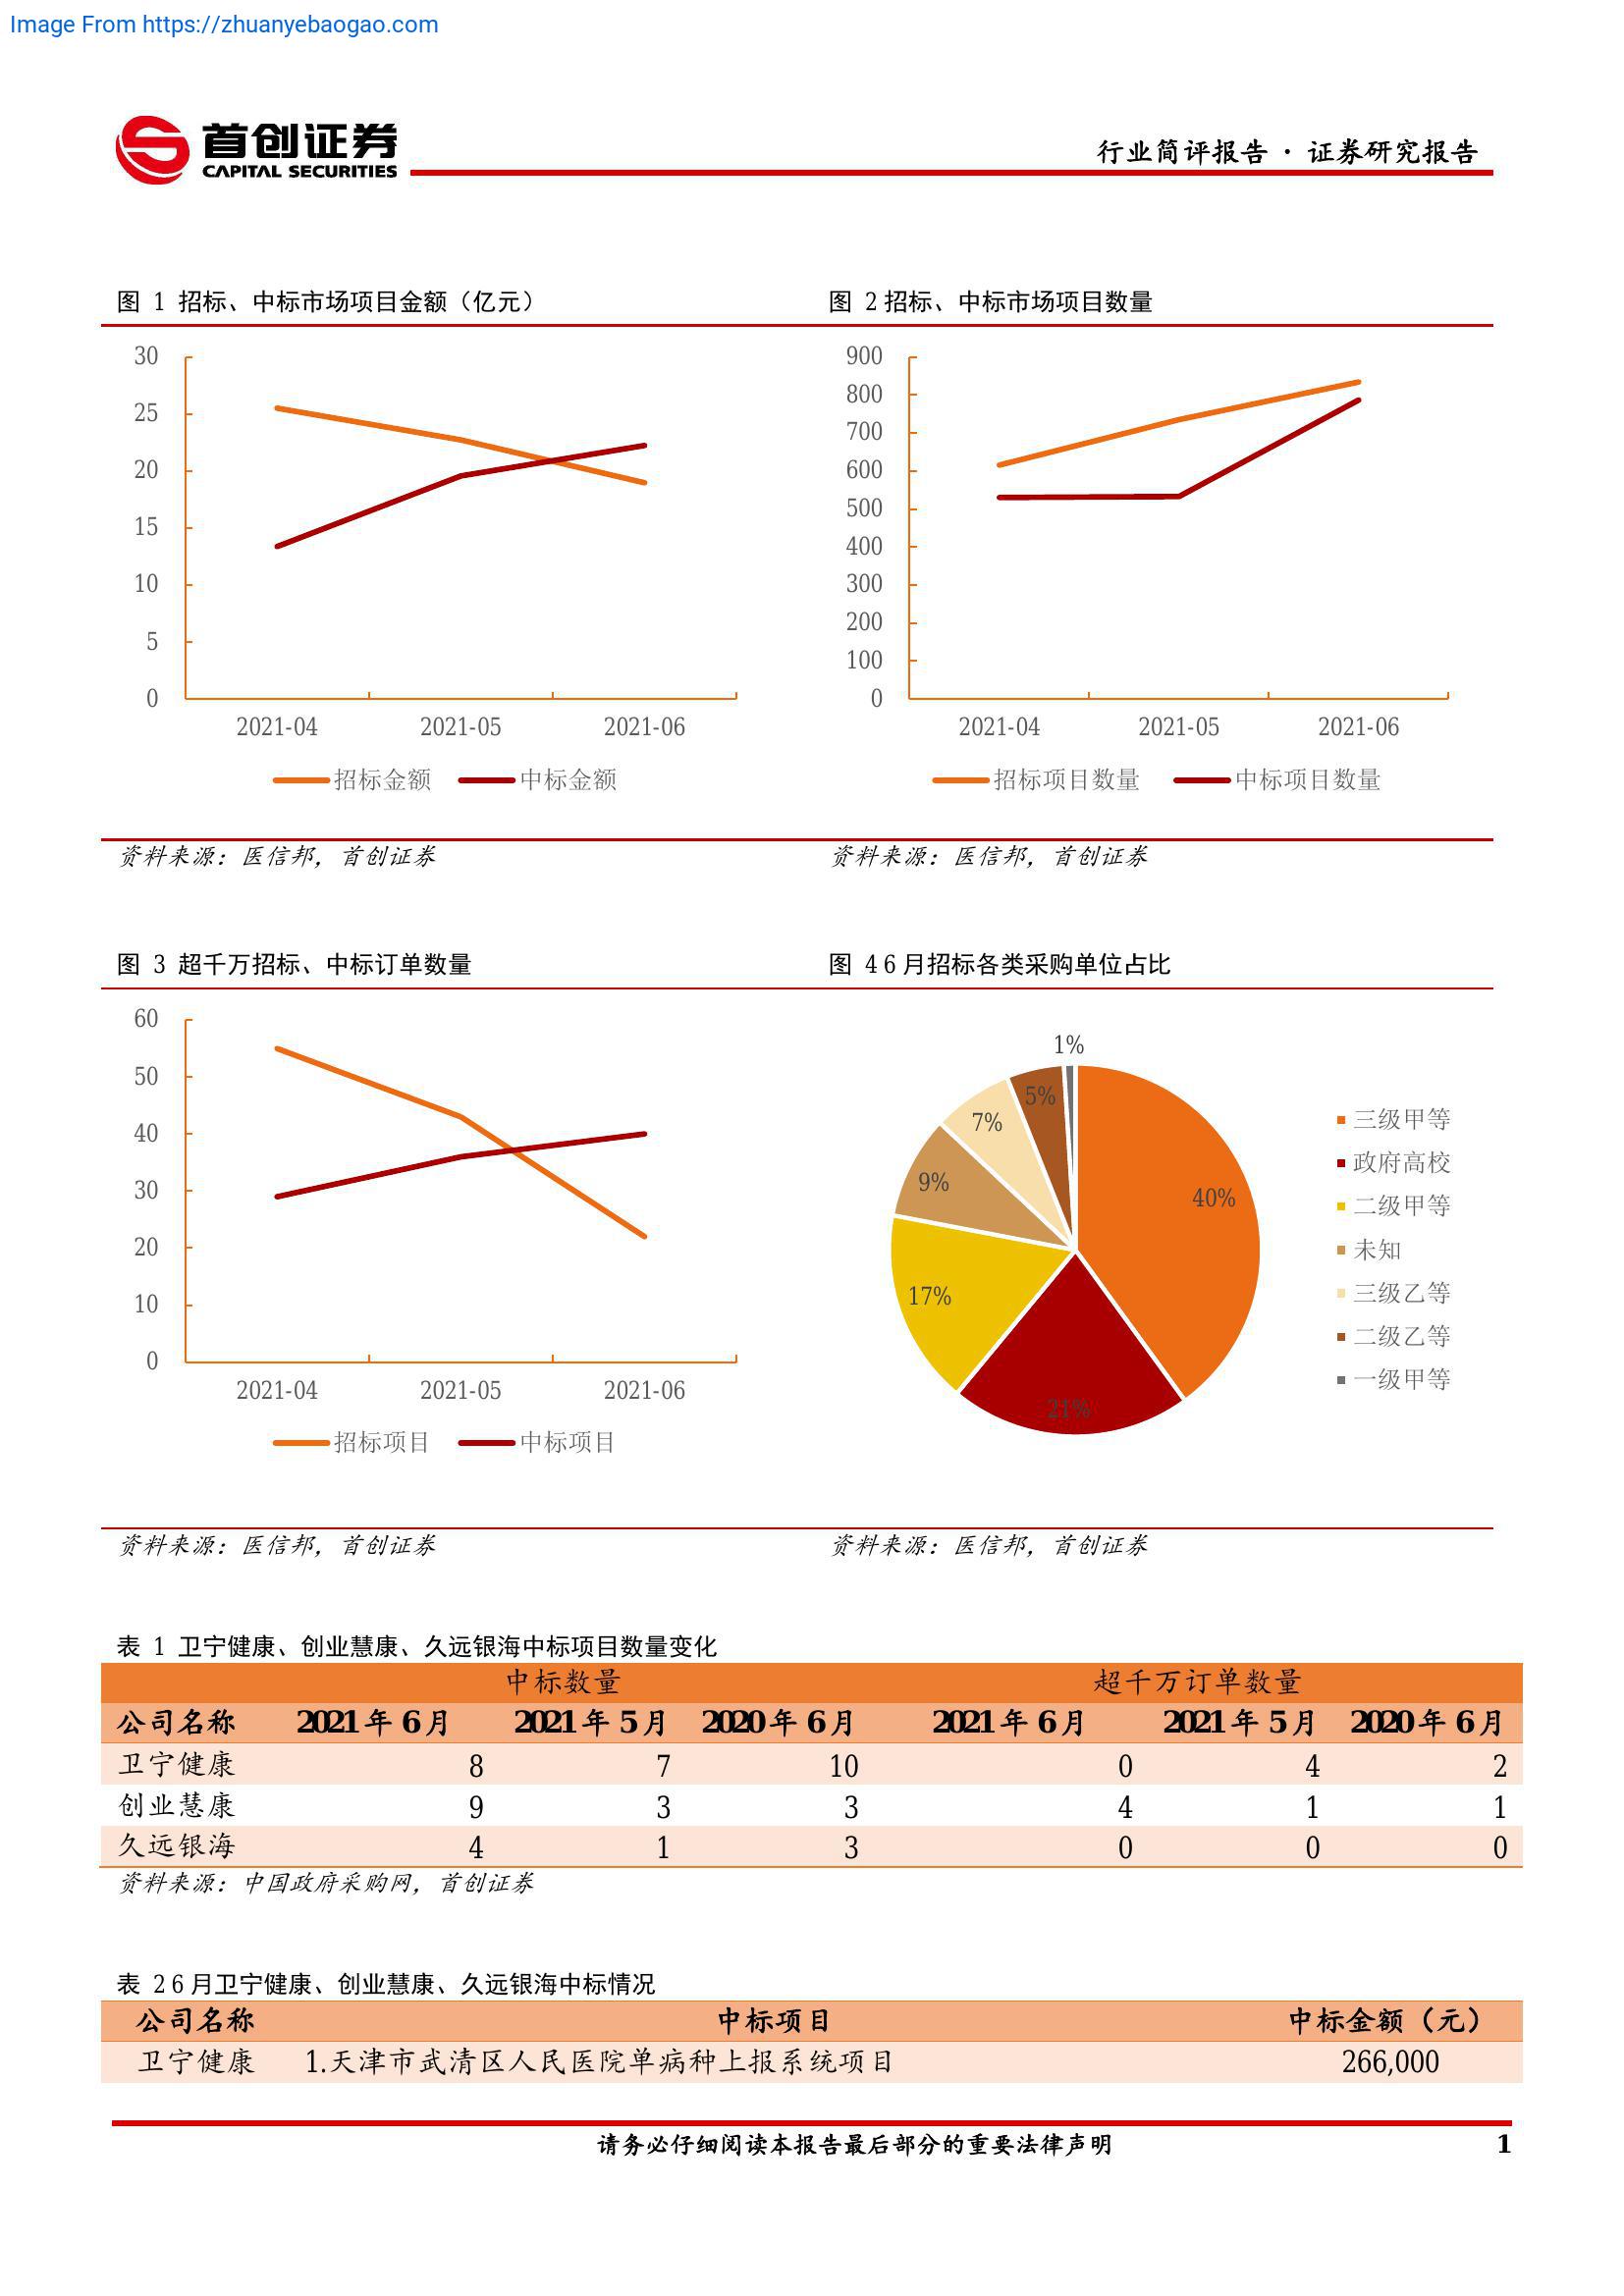 Image From https://zhuanyebaogao.com
首创证券
CAPITAL SECURITIES
行业简评报告 · 证券研究报告
图 1 招标、中标市场项目金额（亿元）
30
25
20
15
10
5
0
2021-04 2021-05 2021-06
招标金额 中标金额
资料来源：医信邦，首创证券
图 2 招标、中标市场项目数量
900
800
700
600
500
400
300
200
100
0
2021-04 2021-05 2021-06
招标项目数量 中标项目数量
资料来源：医信邦，首创证券
图 3 超千万招标、中标订单数量
60
50
40
30
20
10
0
2021-04 2021-05 2021-06
招标项目 中标项目
资料来源：医信邦，首创证券
图 4 6 月招标各类采购单位占比
1%
5%
7%
9%
40%
17%
21%
三级甲等
政府高校
二级甲等
未知
三级乙等
二级乙等
一级甲等
资料来源：医信邦，首创证券
表 1 卫宁健康、创业慧康、久远银海中标项目数量变化
中标数量 超千万订单数量
公司名称 2021 年 6 月 2021 年 5 月 2020 年 6 月 2021 年 6 月 2021 年 5 月 2020 年 6 月
卫宁健康 8 7 10 0 4 2
创业慧康 9 3 3 4 1 1
久远银海 4 1 3 0 0 0
资料来源：中国政府采购网，首创证券
表 2 6 月卫宁健康、创业慧康、久远银海中标情况
公司名称 中标项目 中标金额（元）
卫宁健康 1.天津市武清区人民医院单病种上报系统项目 266,000
请务必仔细阅读本报告最后部分的重要法律声明 1